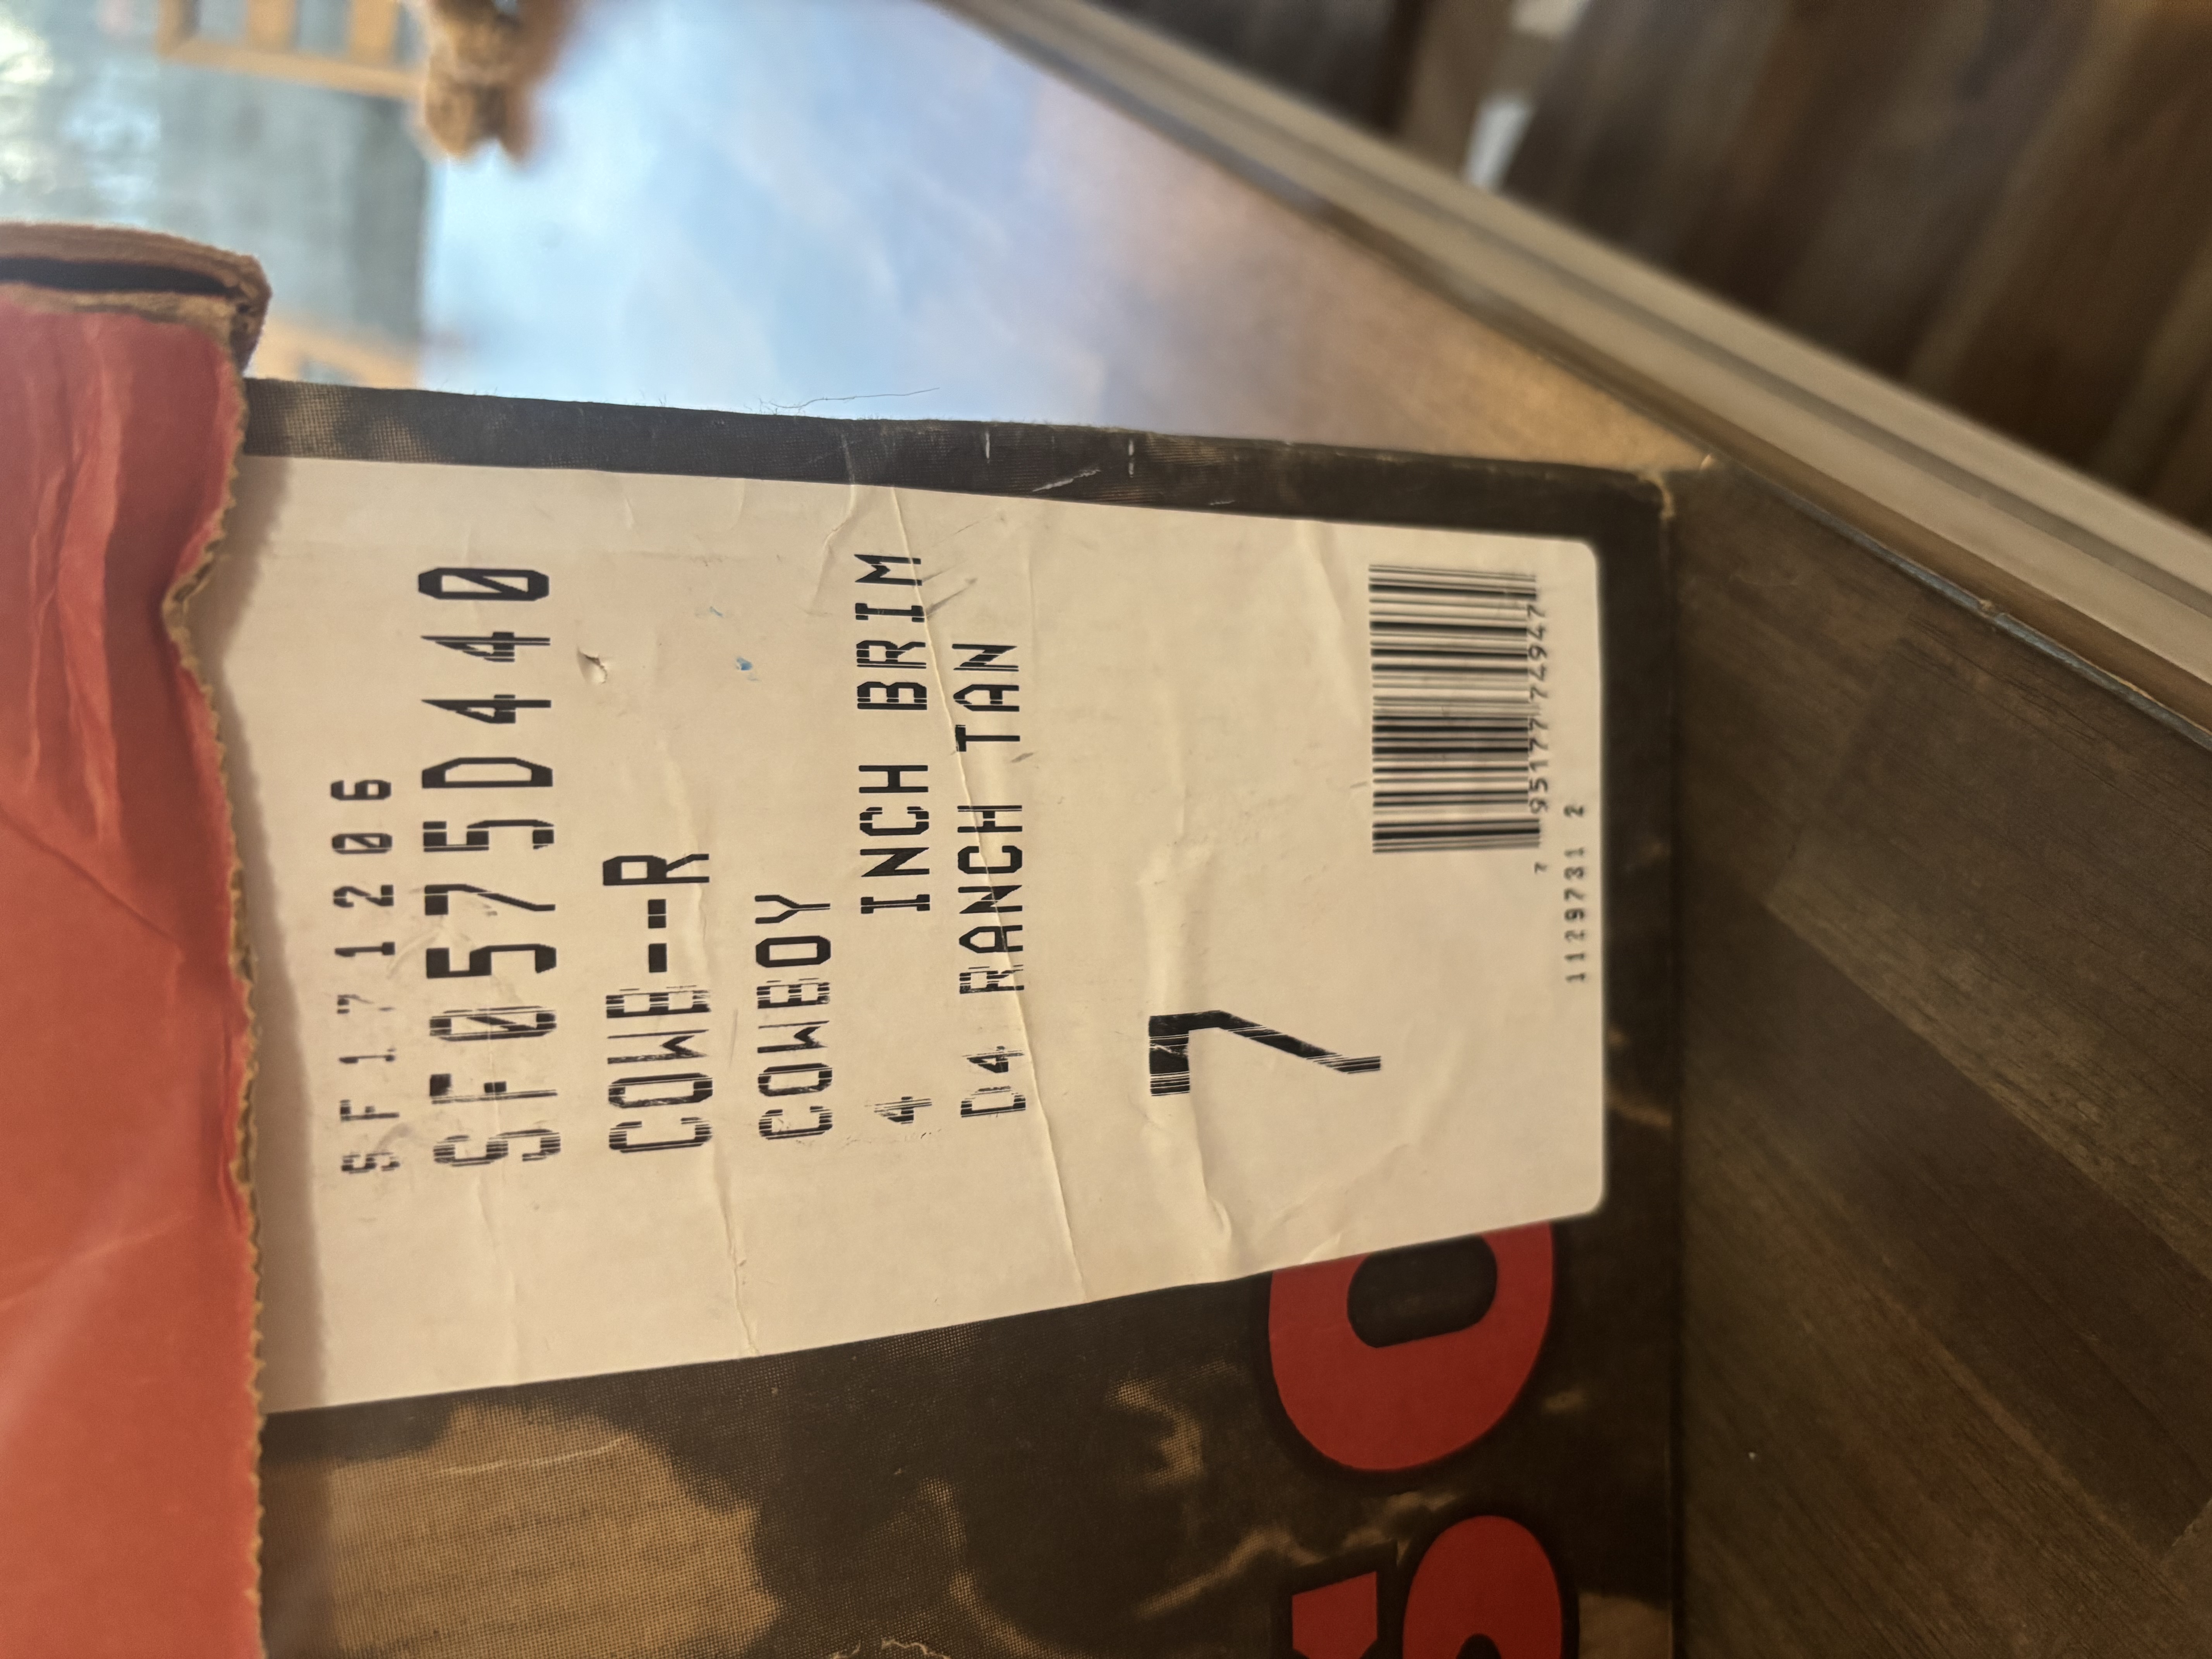 SF171206
SF0575D440
COWB--R
COWBOY
4 INCH BRIM
D4 RANCH TAN
7
7 95177 74947
1129731 2